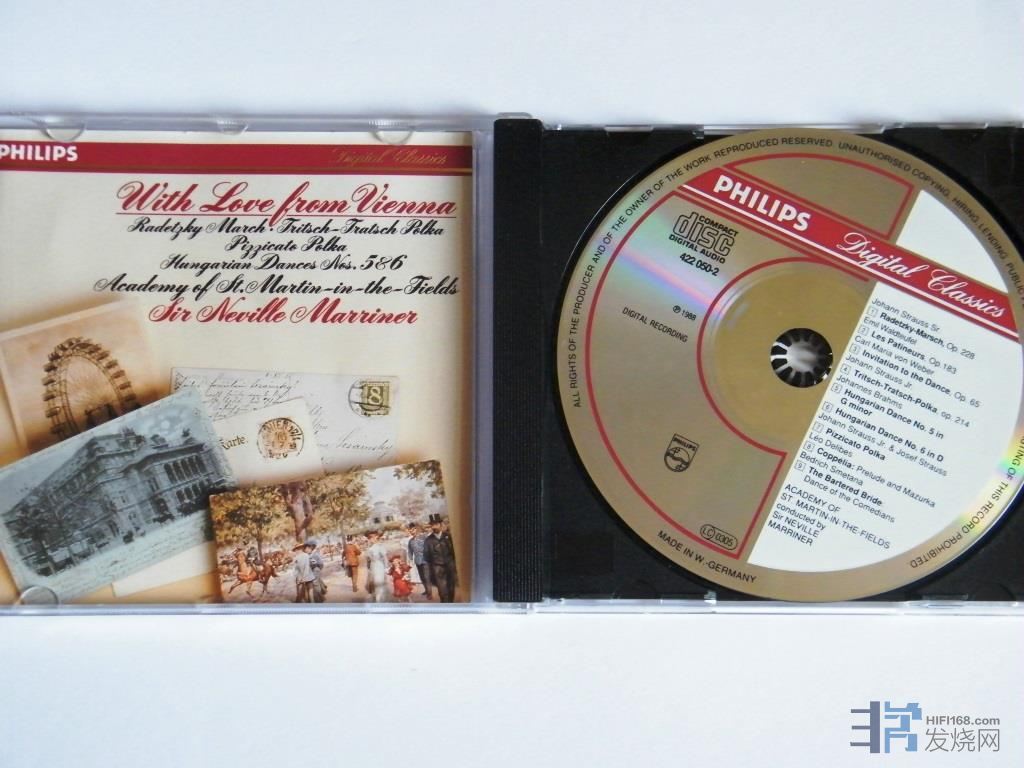 PHILIPS
Digital Classics
With Love from Vienna
Radetzky March · Tritsch-Tratsch Polka
Pizzicato Polka
Hungarian Dances Nos. 5&6
Academy of St. Martin-in-the-Fields
Sir Neville Marriner
8
Karte.
ALL RIGHTS OF THE PRODUCER AND OF THE OWNER OF THE WORK REPRODUCED RESERVED. UNAUTHORISED COPYING, HIRING, LENDING, PUBLIC
ING OF THIS RECORD PROHIBITED
PHILIPS
Digital Classics
COMPACT
disc
DIGITAL AUDIO
422 050-2
℗ 1988
DIGITAL RECORDING
Johann Strauss Sr.
1 Radetzky-Marsch, Op. 228
Emil Waldteufel
2 Les Patineurs, Op. 183
Carl Maria von Weber
3 Invitation to the Dance, Op. 65
Johann Strauss Jr.
4 Tritsch-Tratsch-Polka, op. 214
Johannes Brahms
5 Hungarian Dance No. 5 in
G minor
6 Hungarian Dance No. 6 in D
Johann Strauss Jr. & Josef Strauss
7 Pizzicato Polka
Leo Delibes
8 Coppélia: Prelude and Mazurka
Bedrich Smetana
9 The Bartered Bride
Dance of the Comedians
ACADEMY OF
ST. MARTIN-IN-THE-FIELDS
conducted by
Sir NEVILLE
MARRINER
PHILIPS
LC 0305
MADE IN W.-GERMANY
HIFI168.com
发烧网